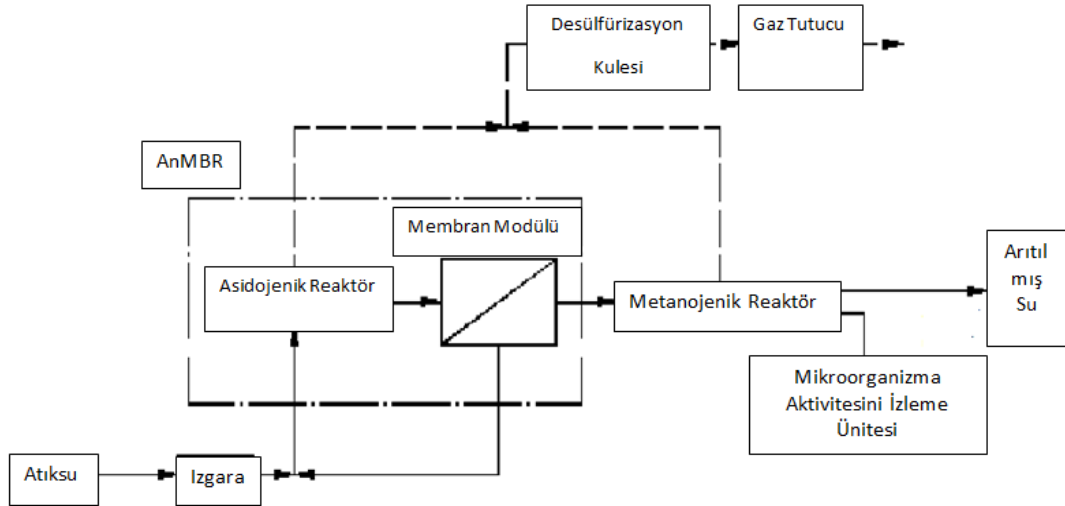 Desülfürizasyon
Kulesi
Gaz Tutucu
AnMBR
Membran Modülü
Asidojenik Reaktör
Metanojenik Reaktör
Arıtıl
mış
Su
Mikroorganizma
Aktivitesini İzleme
Ünitesi
Atıksu
Izgara